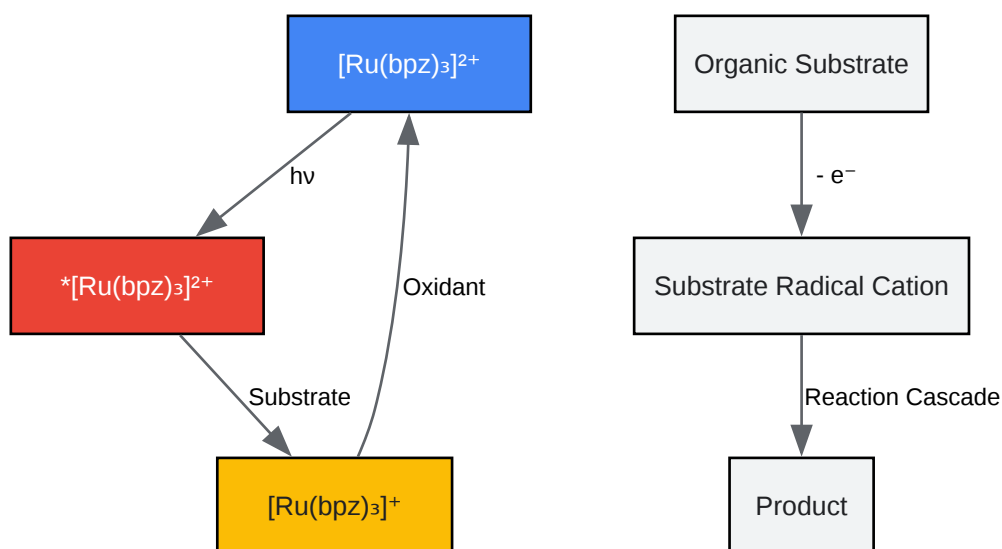 [Ru(bpz)₃]²⁺
Organic Substrate
hν
- e⁻
*[Ru(bpz)₃]²⁺
Oxidant
Substrate Radical Cation
Substrate
Reaction Cascade
[Ru(bpz)₃]⁺
Product